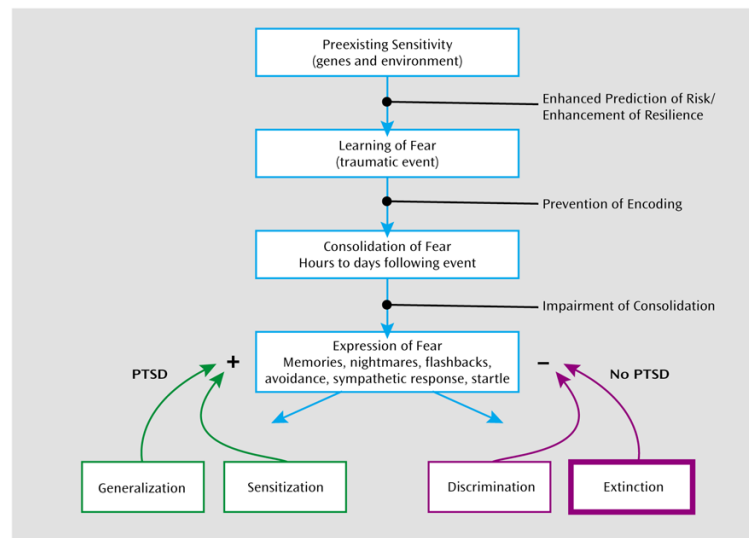 Preexisting Sensitivity
(genes and environment)
Enhanced Prediction of Risk/
Enhancement of Resilience
Learning of Fear
(traumatic event)
Prevention of Encoding
Consolidation of Fear
Hours to days following event
Impairment of Consolidation
Expression of Fear
Memories, nightmares, flashbacks,
avoidance, sympathetic response, startle
PTSD
+
–
No PTSD
Generalization
Sensitization
Discrimination
Extinction